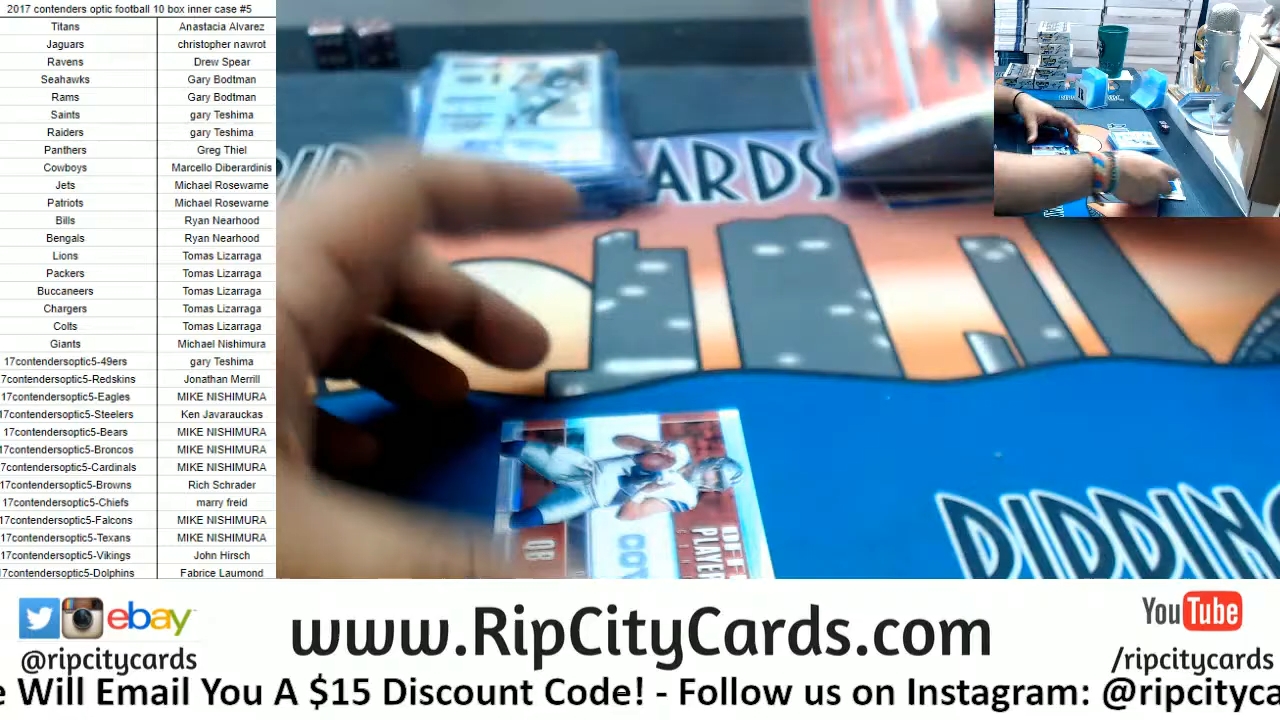 2017 contenders optic football 10 box inner case #5
Titans Anastacia Alvarez
Jaguars christopher nawrot
Ravens Drew Spear
Seahawks Gary Bodtman
Rams Gary Bodtman
Saints gary Teshima
Raiders gary Teshima
Panthers Greg Thiel
Cowboys Marcello Diberardinis
Jets Michael Rosewarne
Patriots Michael Rosewarne
Bills Ryan Nearhood
Bengals Ryan Nearhood
Lions Tomas Lizarraga
Packers Tomas Lizarraga
Buccaneers Tomas Lizarraga
Chargers Tomas Lizarraga
Colts Tomas Lizarraga
Giants Michael Nishimura
17contendersoptic5-49ers gary Teshima
7contendersoptic5-Redskins Jonathan Merrill
17contendersoptic5-Eagles MIKE NISHIMURA
7contendersoptic5-Steelers Ken Javarauckas
17contendersoptic5-Bears MIKE NISHIMURA
17contendersoptic5-Broncos MIKE NISHIMURA
7contendersoptic5-Cardinals MIKE NISHIMURA
17contendersoptic5-Browns Rich Schrader
17contendersoptic5-Chiefs marry freid
17contendersoptic5-Falcons MIKE NISHIMURA
17contendersoptic5-Texans MIKE NISHIMURA
17contendersoptic5-Vikings John Hirsch
7contendersoptic5-Dolphins Fabrice Laumond
ARDS
PLAYER
QB
COW
RIPPING
ebay
@ripcitycards
www.RipCityCards.com
YouTube
/ripcitycards
e Will Email You A $15 Discount Code! - Follow us on Instagram: @ripcityca